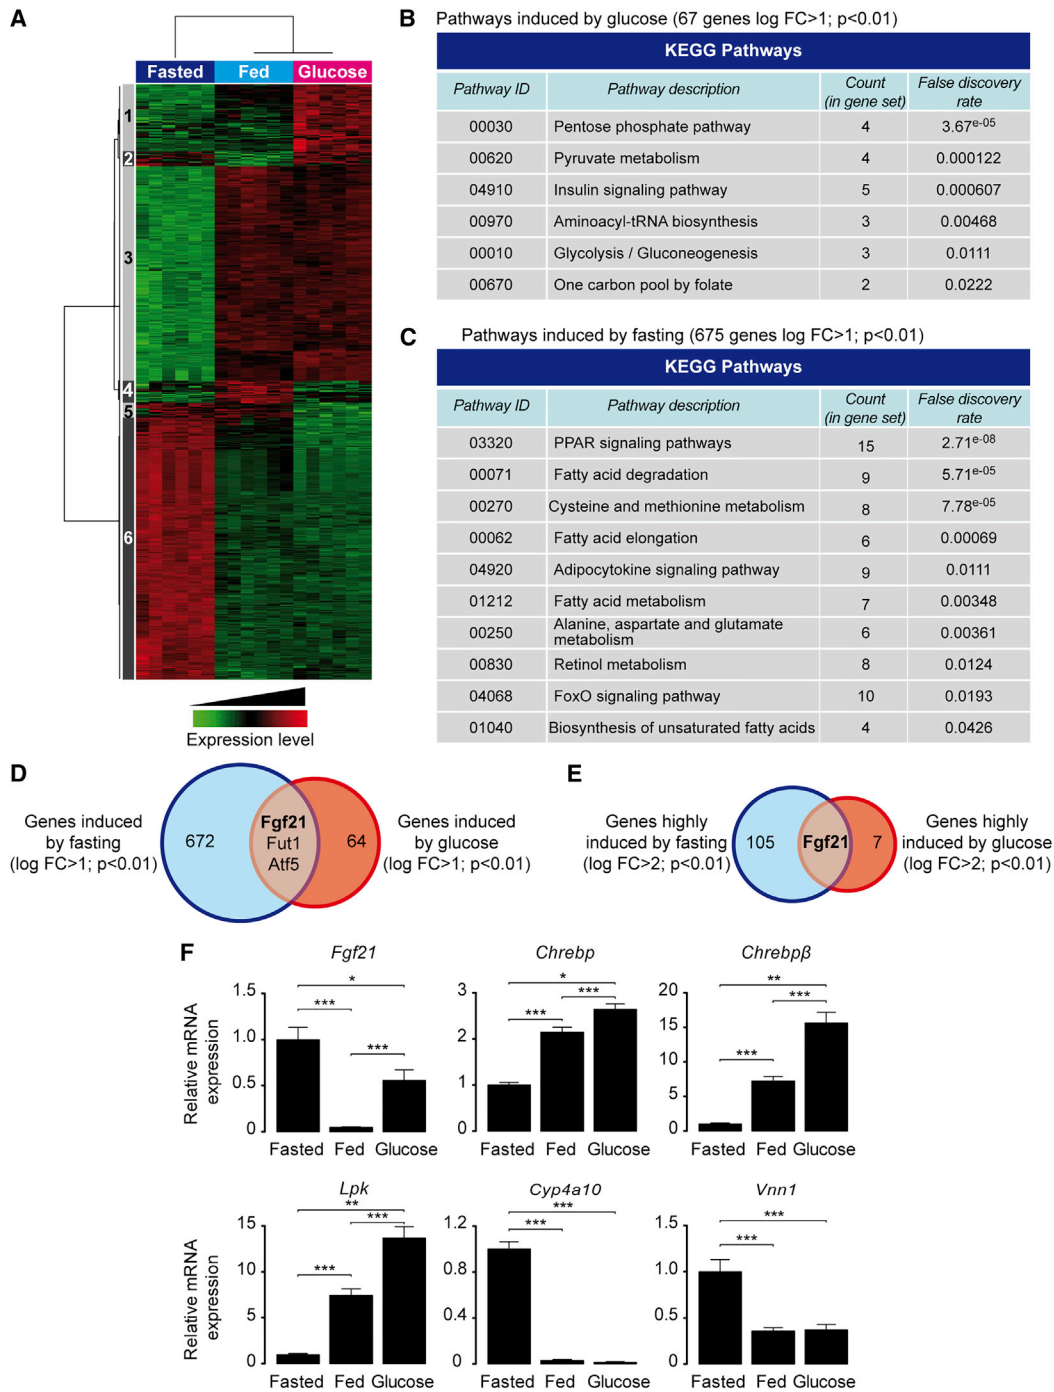 A
Fasted Fed Glucose
1
2
3
4
5
6
Expression level
B Pathways induced by glucose (67 genes log FC>1; p<0.01)
KEGG Pathways
Pathway ID Pathway description Count (in gene set) False discovery rate
00030 Pentose phosphate pathway 4 3.67e-05
00620 Pyruvate metabolism 4 0.000122
04910 Insulin signaling pathway 5 0.000607
00970 Aminoacyl-tRNA biosynthesis 3 0.00468
00010 Glycolysis / Gluconeogenesis 3 0.0111
00670 One carbon pool by folate 2 0.0222
C Pathways induced by fasting (675 genes log FC>1; p<0.01)
KEGG Pathways
Pathway ID Pathway description Count (in gene set) False discovery rate
03320 PPAR signaling pathways 15 2.71e-08
00071 Fatty acid degradation 9 5.71e-05
00270 Cysteine and methionine metabolism 8 7.78e-05
00062 Fatty acid elongation 6 0.00069
04920 Adipocytokine signaling pathway 9 0.0111
01212 Fatty acid metabolism 7 0.00348
00250 Alanine, aspartate and glutamate metabolism 6 0.00361
00830 Retinol metabolism 8 0.0124
04068 FoxO signaling pathway 10 0.0193
01040 Biosynthesis of unsaturated fatty acids 4 0.0426
D
Genes induced
by fasting
(log FC>1; p<0.01)
672
Fgf21
Fut1
Atf5
64
Genes induced
by glucose
(log FC>1; p<0.01)
E
Genes highly
induced by fasting
(log FC>2; p<0.01)
105
Fgf21
7
Genes highly
induced by glucose
(log FC>2; p<0.01)
F
Fgf21
Relative mRNA
expression
1.5
1.0
0.5
0
*
***
***
Fasted Fed Glucose
Chrebp
3
2
1
0
*
***
***
Fasted Fed Glucose
Chrebpβ
20
15
10
5
0
**
***
***
Fasted Fed Glucose
Lpk
Relative mRNA
expression
15
10
5
0
**
***
***
Fasted Fed Glucose
Cyp4a10
1.2
0.8
0.4
0
***
***
Fasted Fed Glucose
Vnn1
1.5
1.0
0.5
0
***
***
Fasted Fed Glucose